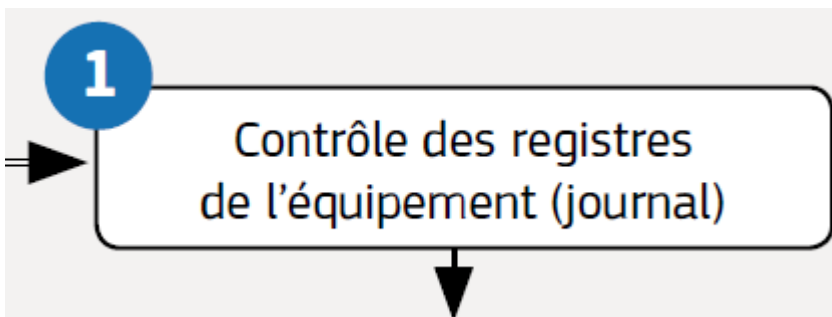 1
Contrôle des registres
de l’équipement (journal)